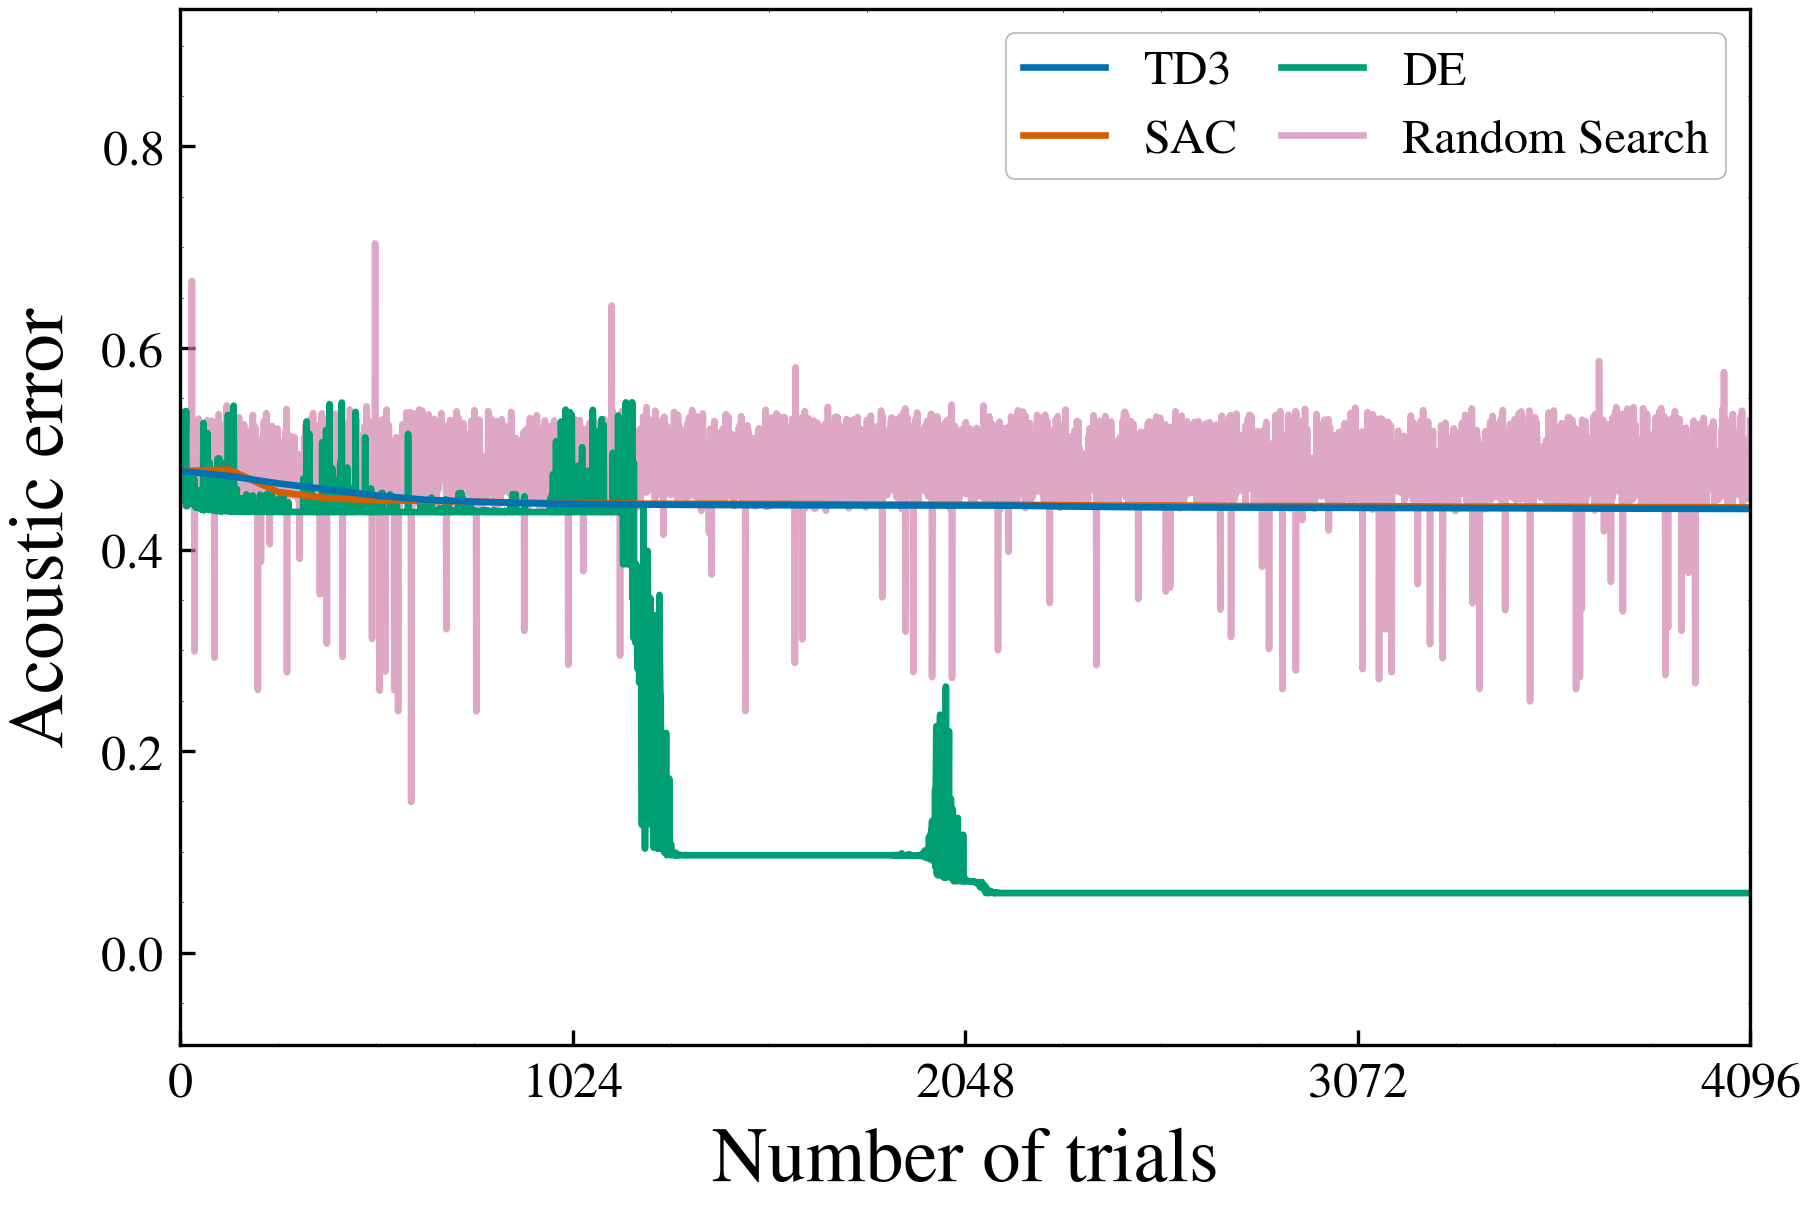 TD3 DE
SAC Random Search
0.8
0.6
0.4
0.2
0.0
Acoustic error
0 1024 2048 3072 4096
Number of trials